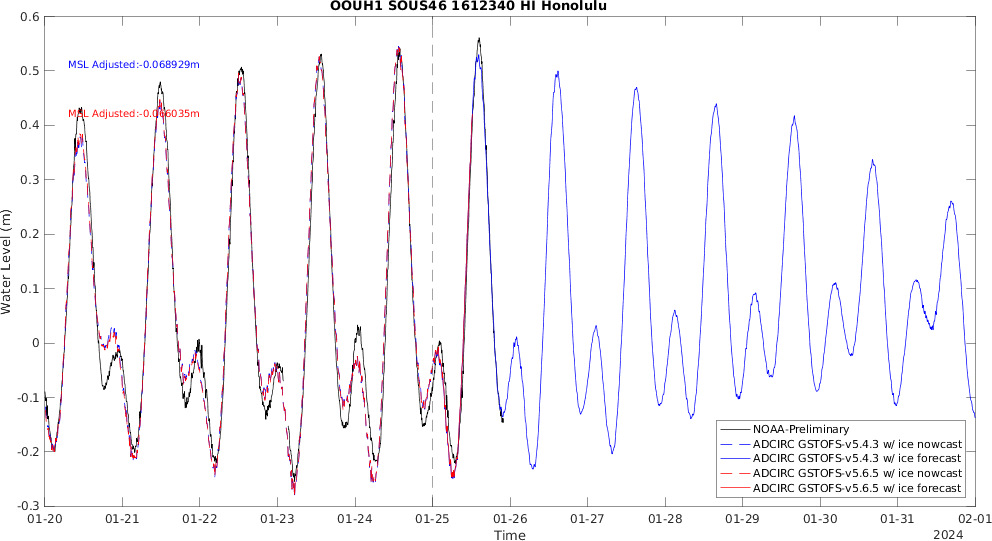 OOUH1 SOUS46 1612340 HI Honolulu
0.6
0.5
0.4
0.3
0.2
0.1
0
-0.1
-0.2
-0.3
Water Level (m)
MSL Adjusted:-0.068929m
MSL Adjusted:-0.066035m
NOAA-Preliminary
ADCIRC GSTOFS-v5.4.3 w/ ice nowcast
ADCIRC GSTOFS-v5.4.3 w/ ice forecast
ADCIRC GSTOFS-v5.6.5 w/ ice nowcast
ADCIRC GSTOFS-v5.6.5 w/ ice forecast
01-20 01-21 01-22 01-23 01-24 01-25 01-26 01-27 01-28 01-29 01-30 01-31 02-01
Time
2024